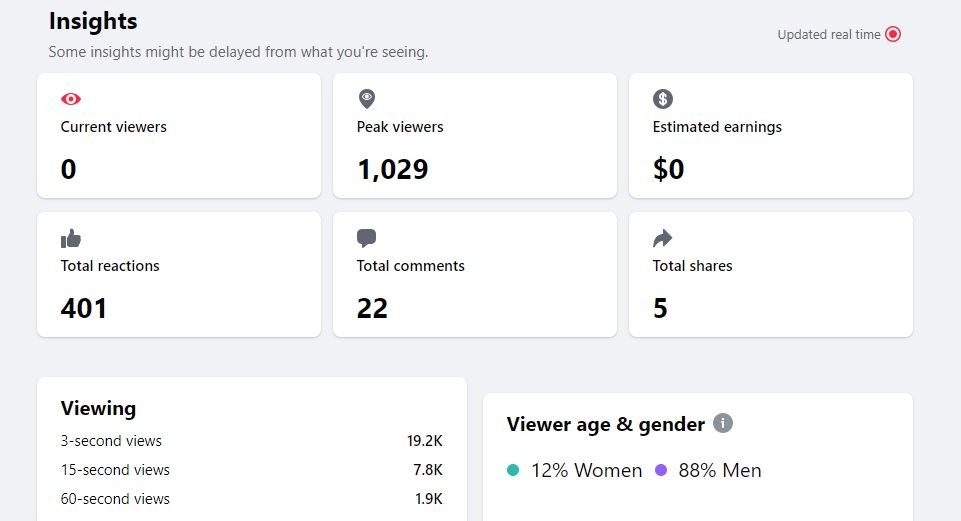 Insights
Some insights might be delayed from what you're seeing.
Updated real time
Current viewers
0
Peak viewers
1,029
Estimated earnings
$0
Total reactions
401
Total comments
22
Total shares
5
Viewing
3-second views 19.2K
15-second views 7.8K
60-second views 1.9K
Viewer age & gender
12% Women 88% Men